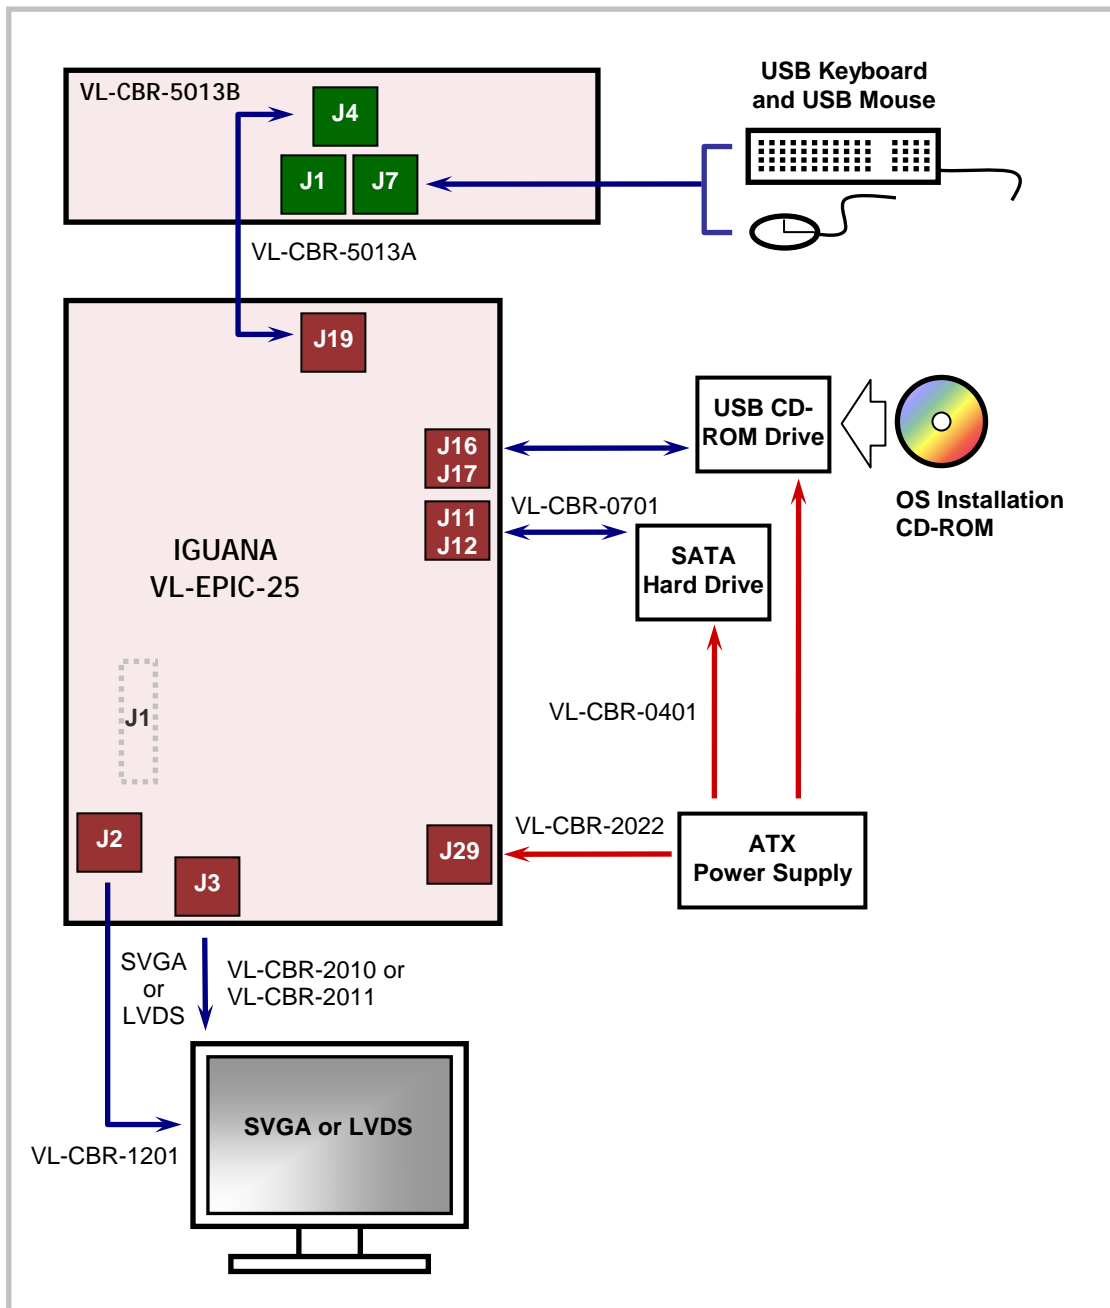 VL-CBR-5013B
J4
J1
J7
USB Keyboard
and USB Mouse
VL-CBR-5013A
J19
J16
J17
USB CD-
ROM Drive
OS Installation
CD-ROM
VL-CBR-0701
J11
J12
SATA
Hard Drive
IGUANA
VL-EPIC-25
J1
VL-CBR-0401
J2
J3
J29
VL-CBR-2022
ATX
Power Supply
SVGA
or
LVDS
VL-CBR-2010 or
VL-CBR-2011
SVGA or LVDS
VL-CBR-1201